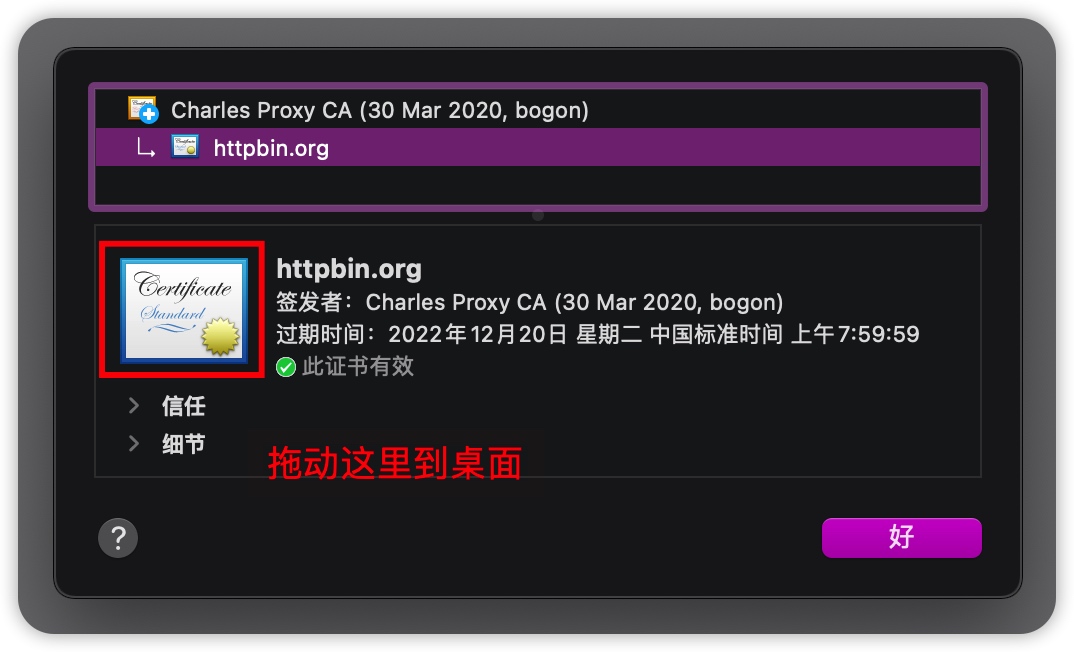 Charles Proxy CA (30 Mar 2020, bogon)
httpbin.org
Certificate
Standard
httpbin.org
签发者：Charles Proxy CA (30 Mar 2020, bogon)
过期时间：2022年12月20日 星期二 中国标准时间 上午7:59:59
此证书有效
信任
细节
拖动这里到桌面
?
好